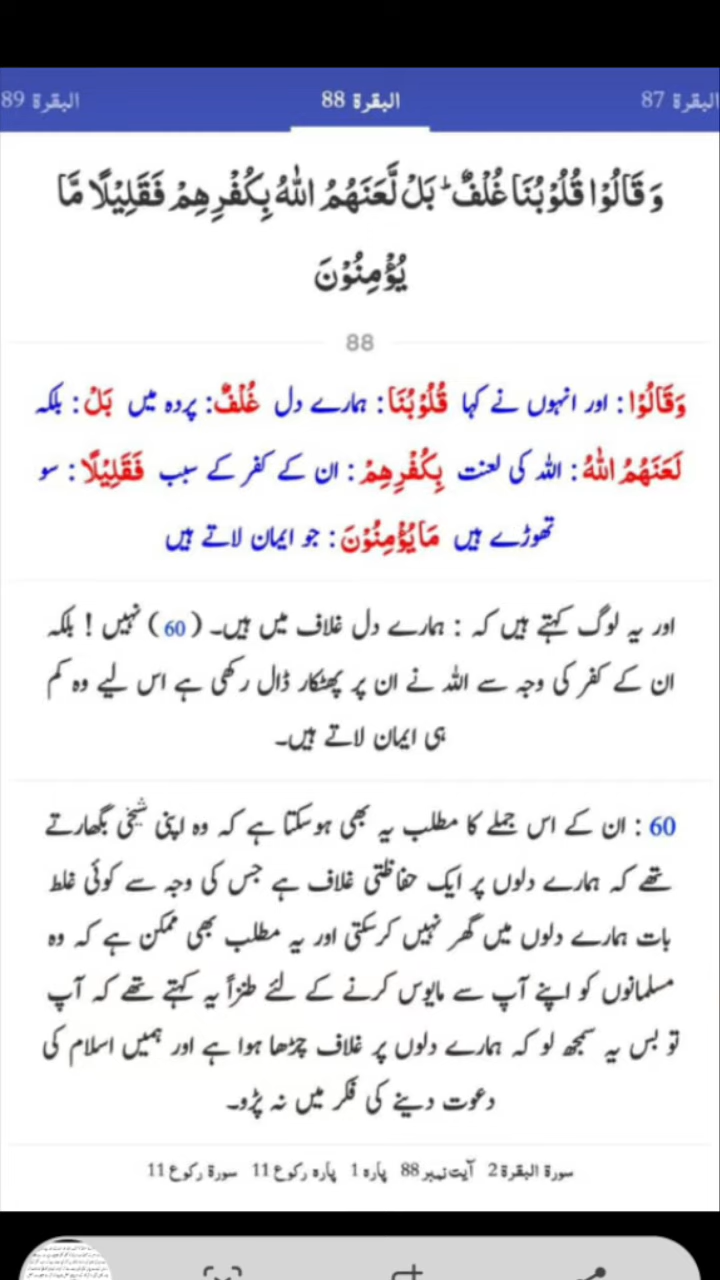 البقرة 87 البقرة 88 البقرة 89
وَ قَالُوْا قُلُوْبُنَا غُلْفٌ ؕ بَلْ لَّعَنَهُمُ اللّٰهُ بِكُفْرِهِمْ فَقَلِیْلًا مَّا
یُؤْمِنُوْنَ
88
وَقَالُوْا : اور انہوں نے کہا قُلُوْبُنَا : ہمارے دل غُلْفٌ : پردہ میں بَلْ : بلکہ
لَعَنَهُمُ اللّٰهُ : اللہ کی لعنت بِكُفْرِهِمْ : ان کے کفر کے سبب فَقَلِیْلًا : سو
تھوڑے ہیں مَا يُؤْمِنُوْنَ : جو ایمان لاتے ہیں
اور یہ لوگ کہتے ہیں کہ : ہمارے دل غلاف میں ہیں۔ (60) نہیں ! بلکہ
ان کے کفر کی وجہ سے اللہ نے ان پر پھٹکار ڈال رکھی ہے اس لیے وہ کم
ہی ایمان لاتے ہیں۔
60 : ان کے اس جملے کا مطلب یہ بھی ہوسکتا ہے کہ وہ اپنی شیخی بگھارتے
تھے کہ ہمارے دلوں پر ایک حفاظتی غلاف ہے جس کی وجہ سے کوئی غلط
بات ہمارے دلوں میں گھر نہیں کرسکتی اور یہ مطلب بھی ممکن ہے کہ وہ
مسلمانوں کو اپنے آپ سے مایوس کرنے کے لئے طنزاً یہ کہتے تھے کہ آپ
تو بس یہ سمجھ لو کہ ہمارے دلوں پر غلاف چڑھا ہوا ہے اور ہمیں اسلام کی
دعوت دینے کی فکر میں نہ پڑو۔
سورۃ البقرۃ 2 آیت نمبر 88 پارہ 1 پارہ رکوع 11 سورۃ رکوع 11